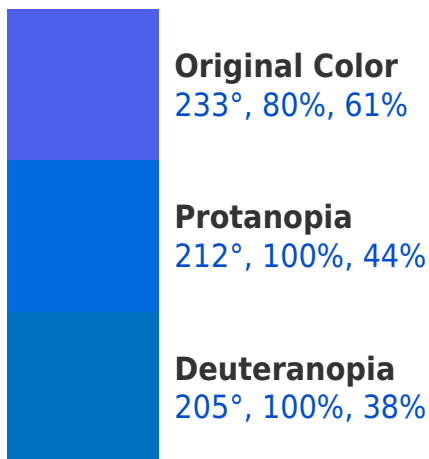 Original Color
233°, 80%, 61%
Protanopia
212°, 100%, 44%
Deuteranopia
205°, 100%, 38%